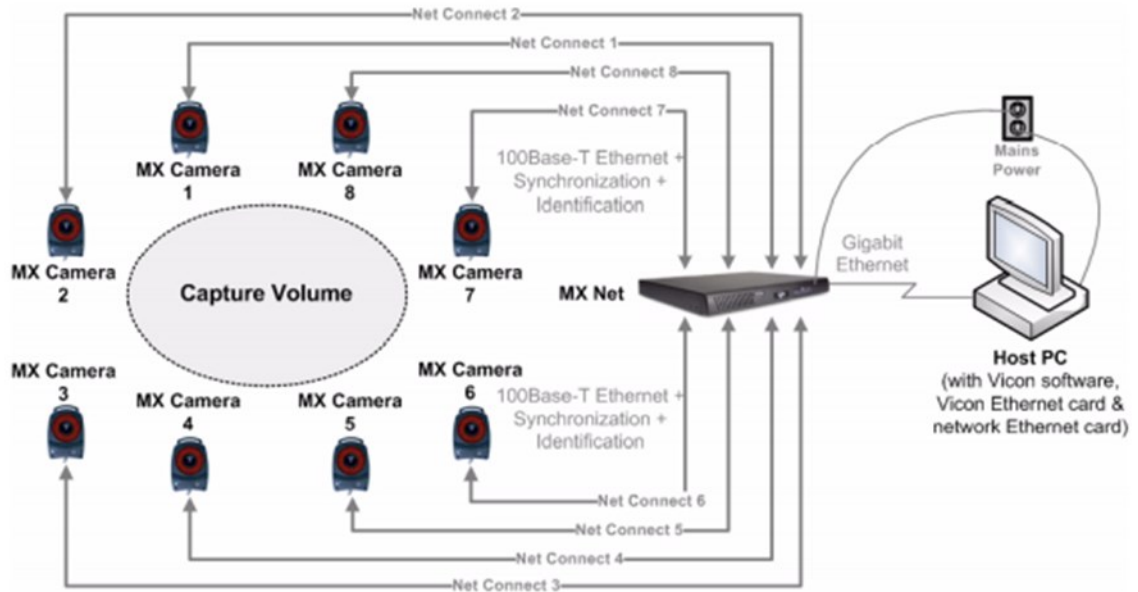 Net Connect 2
Net Connect 1
Net Connect 8
Net Connect 7
MX Camera
1
MX Camera
8
100Base-T Ethernet +
Synchronization +
Identification
Mains
Power
MX Camera
2
Capture Volume
MX Camera
7
MX Net
Gigabit
Ethernet
MX Camera
3
MX Camera
4
MX Camera
5
MX Camera
6
100Base-T Ethernet +
Synchronization +
Identification
Host PC
(with Vicon software,
Vicon Ethernet card &
network Ethernet card)
Net Connect 6
Net Connect 5
Net Connect 4
Net Connect 3